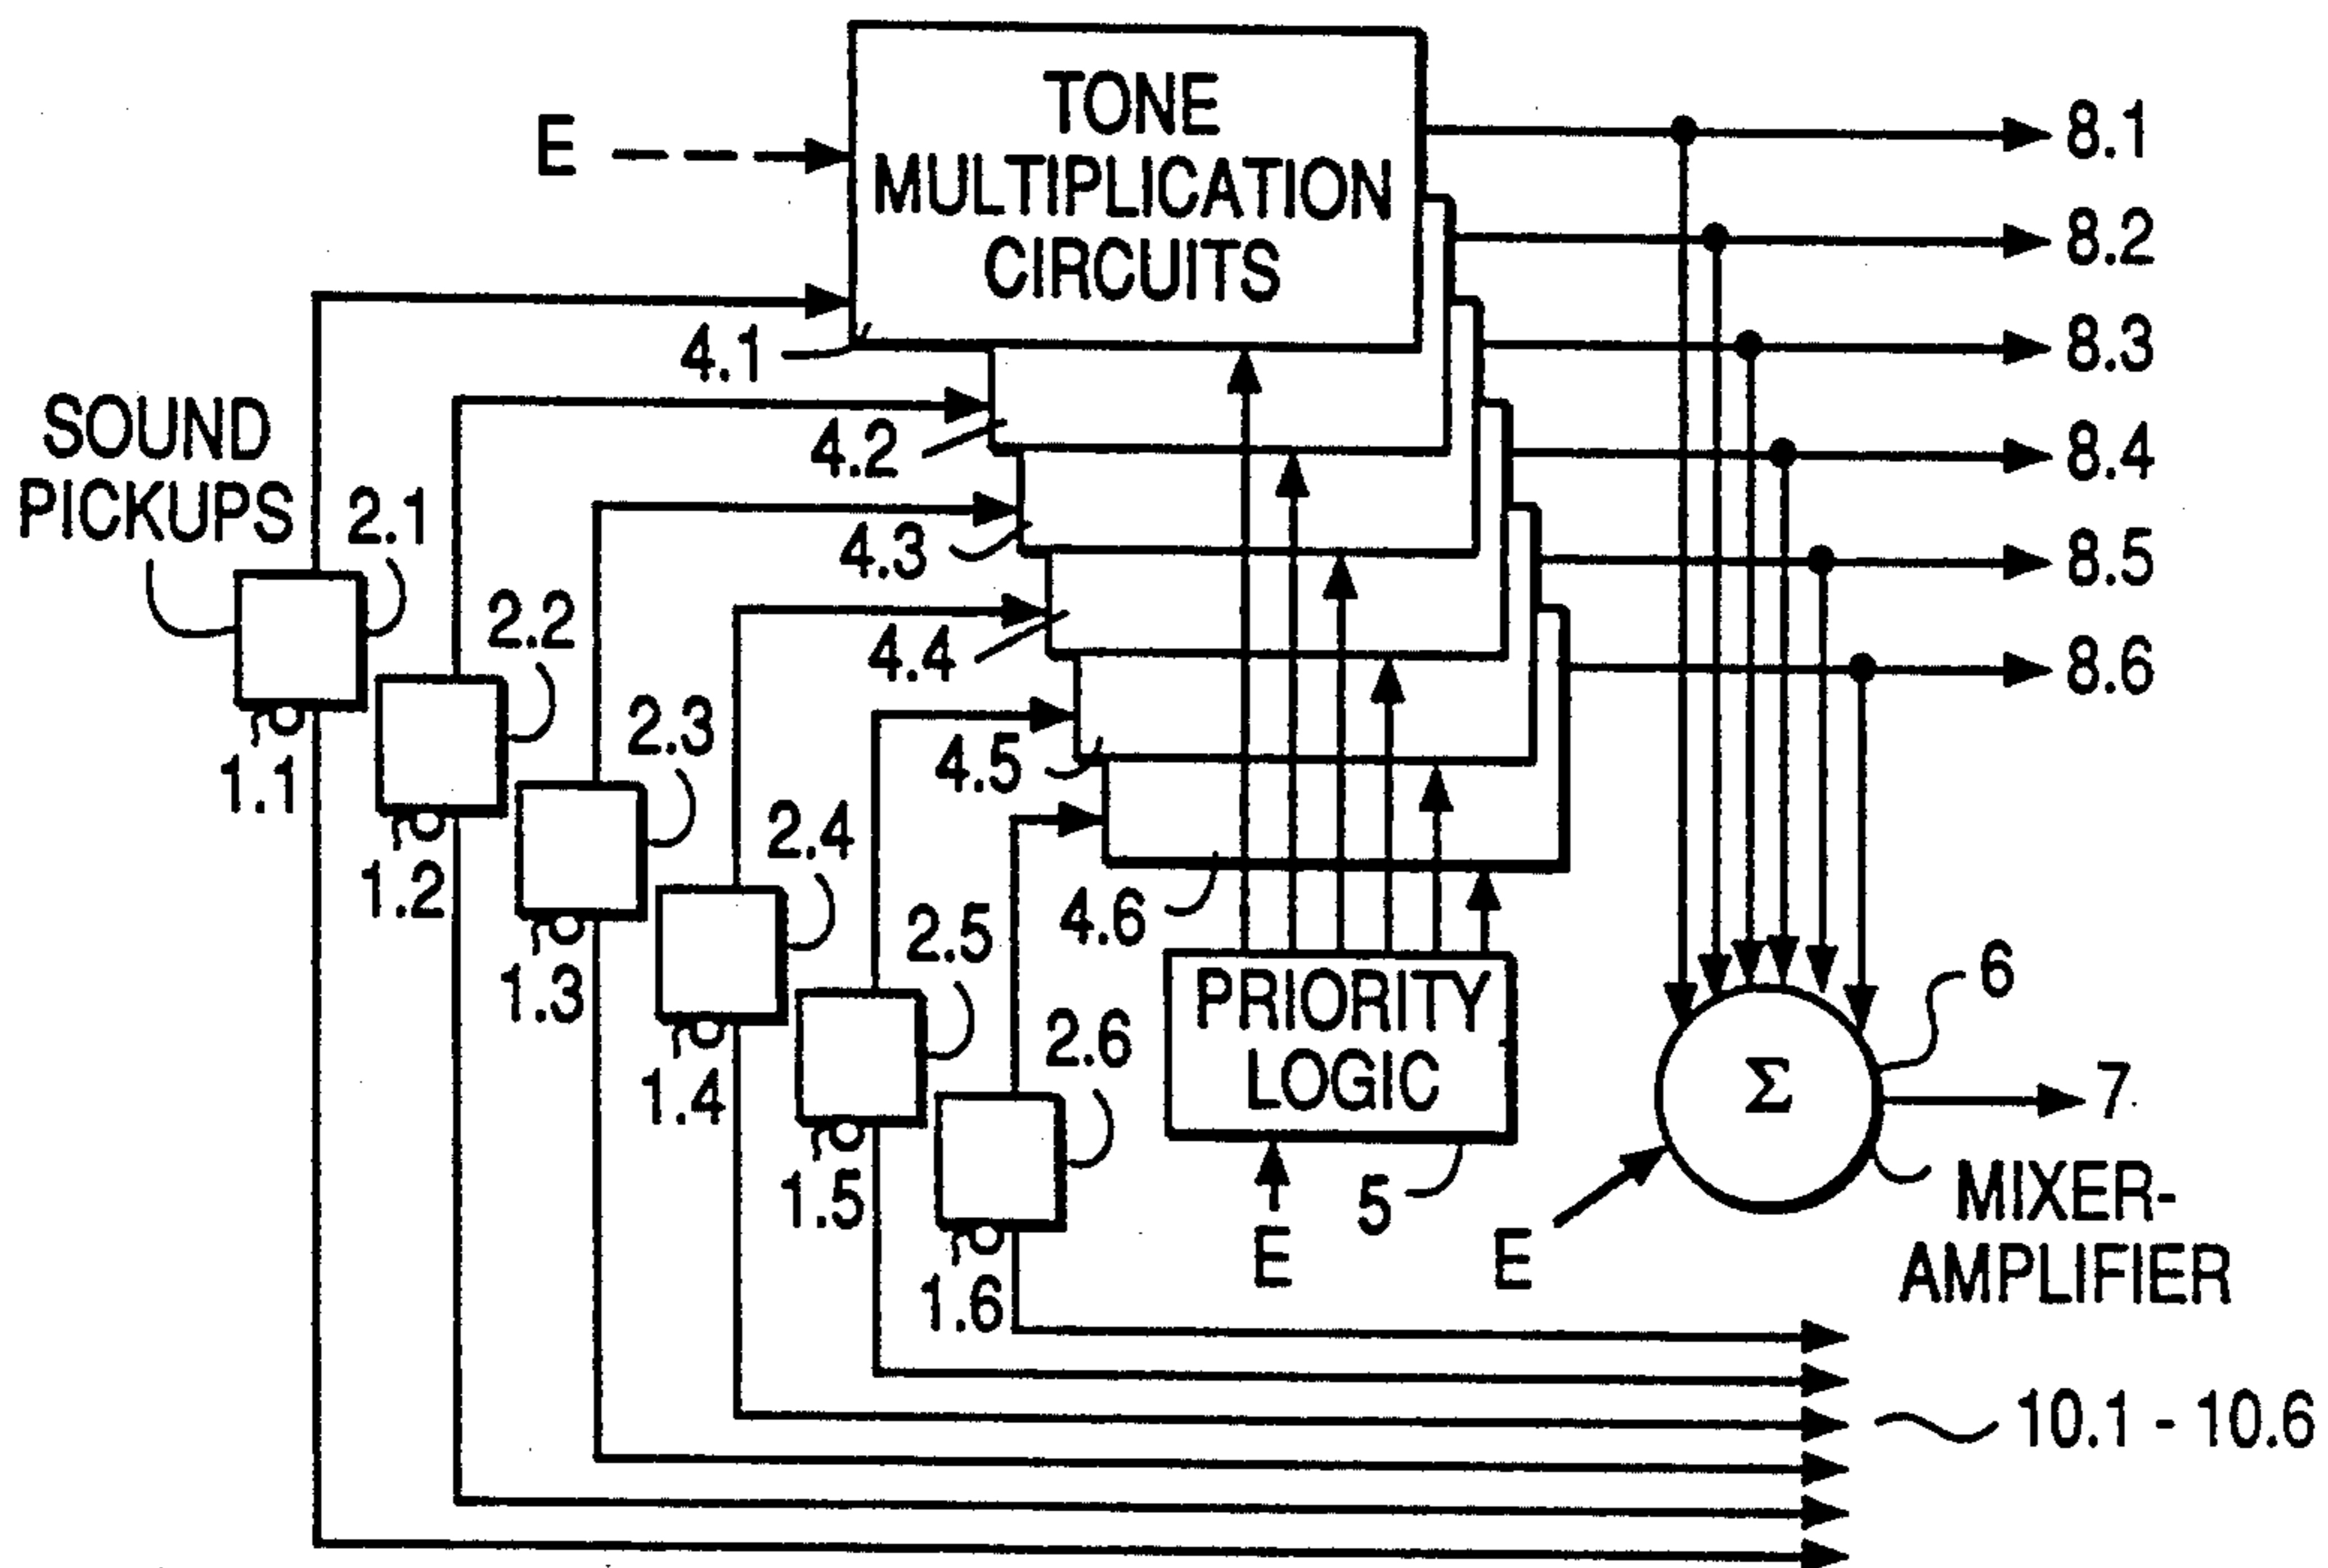 TONE
MULTIPLICATION
CIRCUITS
E
8.1
8.2
8.3
8.4
8.5
8.6
4.1
4.2
4.3
4.4
4.5
4.6
SOUND
PICKUPS
2.1
2.2
2.3
2.4
2.5
2.6
1.1
1.2
1.3
1.4
1.5
1.6
PRIORITY
LOGIC
E
5
Σ
6
7
E
MIXER-
AMPLIFIER
10.1 - 10.6